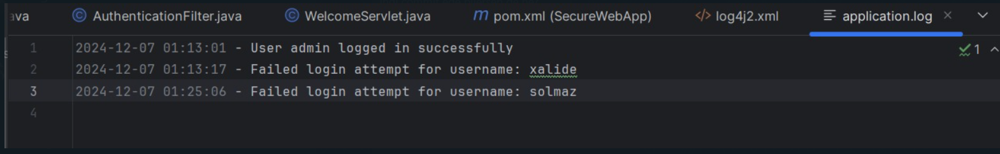 ava AuthenticationFilter.java WelcomeServlet.java pom.xml (SecureWebApp) log4j2.xml application.log
1 2024-12-07 01:13:01 - User admin logged in successfully 1
2 2024-12-07 01:13:17 - Failed login attempt for username: xalide
3 2024-12-07 01:25:06 - Failed login attempt for username: solmaz
4